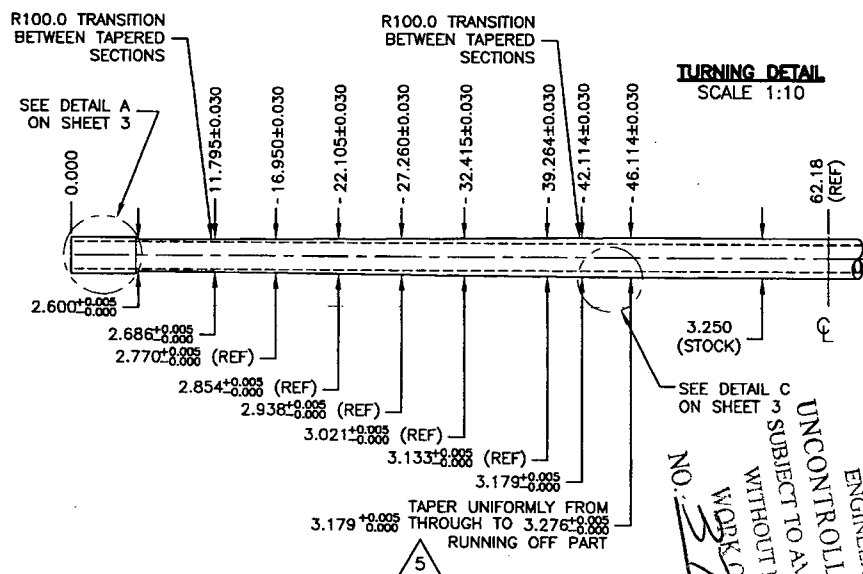 R100.0 TRANSITION
BETWEEN TAPERED
SECTIONS
R100.0 TRANSITION
BETWEEN TAPERED
SECTIONS
TURNING DETAIL
SCALE 1:10
SEE DETAIL A
ON SHEET 3
0.000
11.795±0.030
16.950±0.030
22.105±0.030
27.260±0.030
32.415±0.030
39.264±0.030
42.114±0.030
46.114±0.030
62.18
(REF)
2.600 +0.005 -0.000
2.686 +0.005 -0.000
2.770 +0.005 -0.000 (REF)
2.854 +0.005 -0.000 (REF)
2.938 +0.005 -0.000 (REF)
3.021 +0.005 -0.000 (REF)
3.133 +0.005 -0.000 (REF)
3.179 +0.005 -0.000
3.250
(STOCK)
℄
SEE DETAIL C
ON SHEET 3
TAPER UNIFORMLY FROM
3.179 +0.005 0.000 THROUGH TO 3.276 +0.005 -0.000
RUNNING OFF PART
5
UNCONTROLL
SUBJECT TO
WITHOUT
WORK
NO.